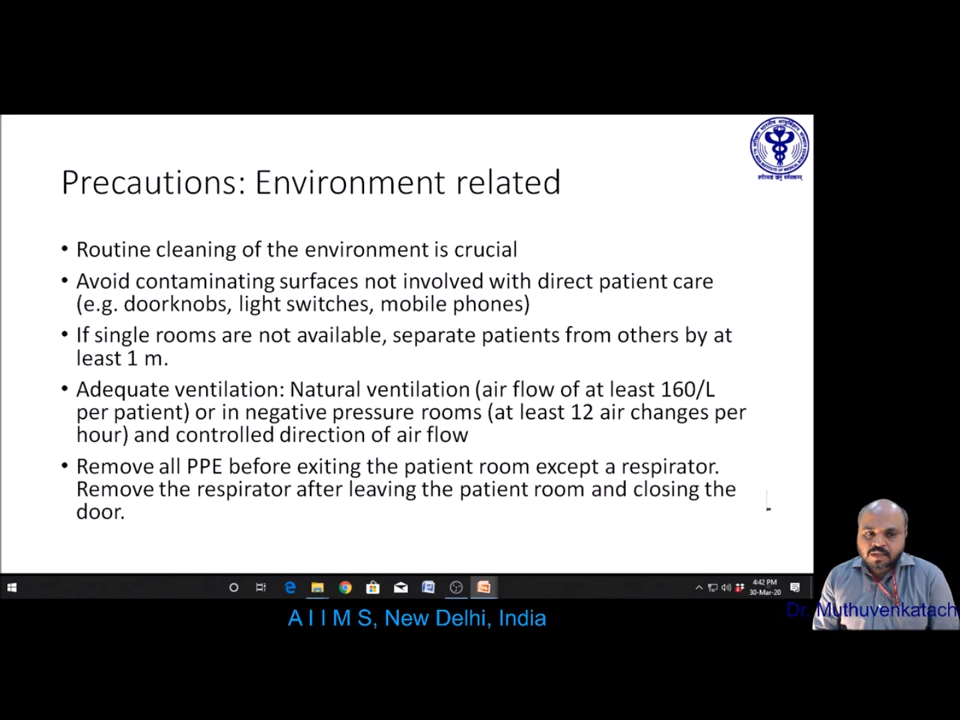 Precautions: Environment related
• Routine cleaning of the environment is crucial
• Avoid contaminating surfaces not involved with direct patient care
(e.g. doorknobs, light switches, mobile phones)
• If single rooms are not available, separate patients from others by at
least 1 m.
• Adequate ventilation: Natural ventilation (air flow of at least 160/L
per patient) or in negative pressure rooms (at least 12 air changes per
hour) and controlled direction of air flow
• Remove all PPE before exiting the patient room except a respirator.
Remove the respirator after leaving the patient room and closing the
door.
4:42 PM
30-Mar-20
Dr. Muthuvenkatach
A I I M S, New Delhi, India